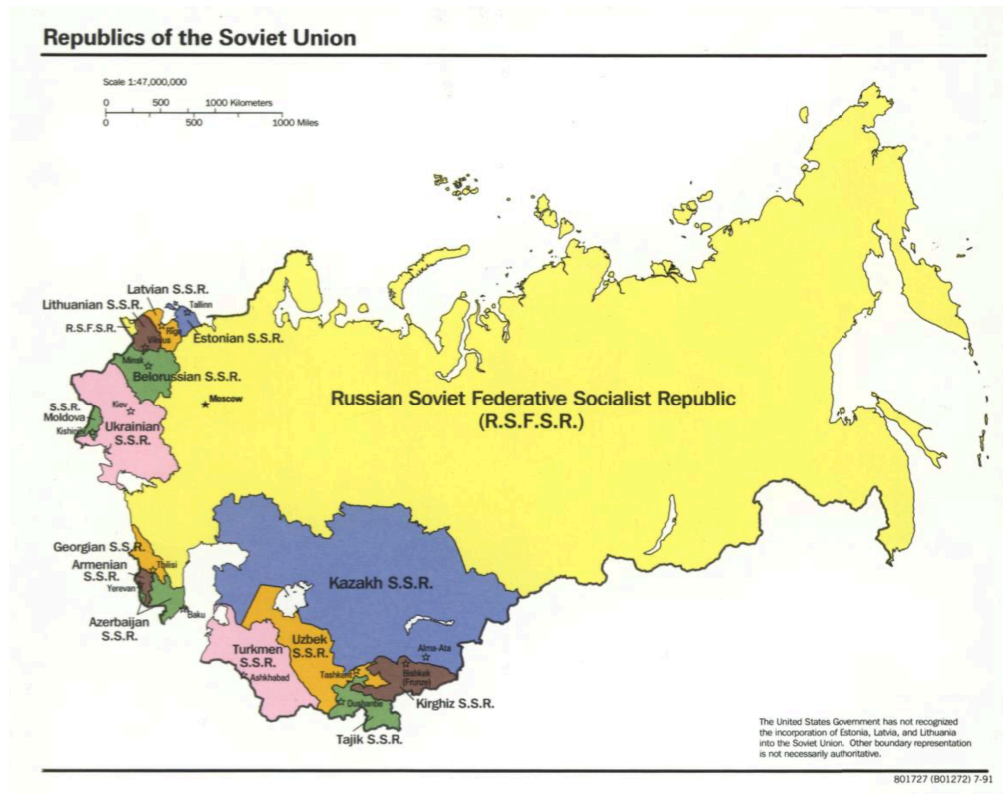 Republics of the Soviet Union
Scale 1:47,000,000
0 500 1000 Kilometers
0 500 1000 Miles
Latvian S.S.R.
Lithuanian S.S.R.
Tallinn
R.S.F.S.R.
Riga
Estonian S.S.R.
Vilnius
Minsk
Belorussian S.S.R.
Moscow
Russian Soviet Federative Socialist Republic
(R.S.F.S.R.)
S.S.R.
Moldova
Kiev
Kishinev
Ukrainian
S.S.R.
Georgian S.S.R.
Tbilisi
Armenian
S.S.R.
Yerevan
Kazakh S.S.R.
Baku
Azerbaijan
S.S.R.
Uzbek
S.S.R.
Turkmen
S.S.R.
Alma-Ata
Ashkhabad
Tashkent
Bishkek
(Frunze)
Dushanbe
Kirghiz S.S.R.
Tajik S.S.R.
The United States Government has not recognized
the incorporation of Estonia, Latvia, and Lithuania
into the Soviet Union. Other boundary representation
is not necessarily authoritative.
801727 (B01272) 7-91